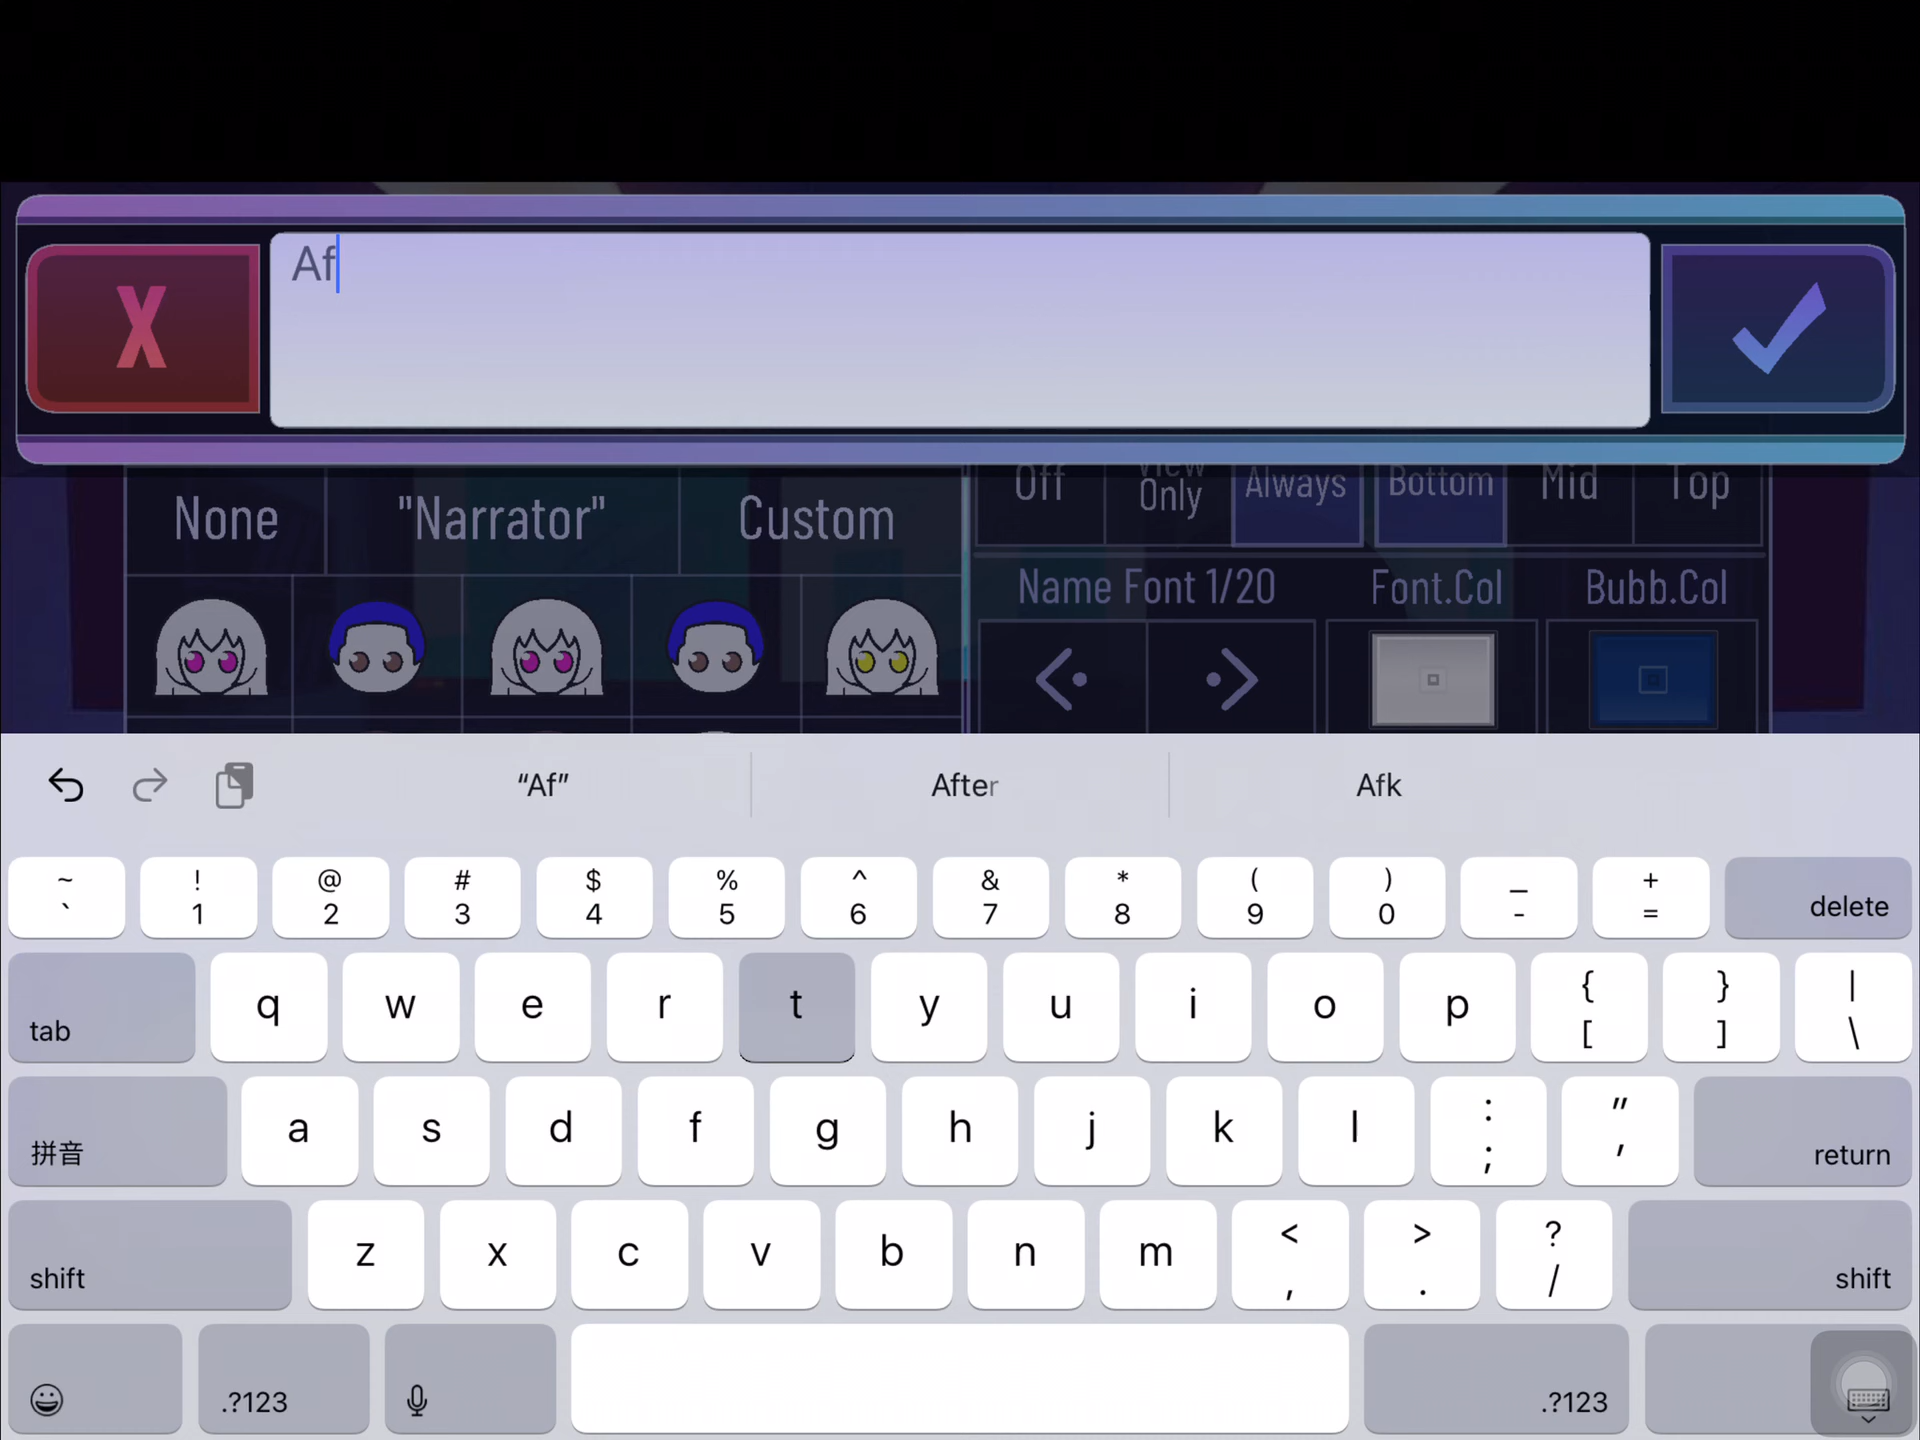 X
Af
Off View Only Always Bottom Mid Top
None "Narrator" Custom
Name Font 1/20 Font.Col Bubb.Col
“Af” After Afk
~ ! @ # $ % ^ & * ( ) _ +
` 1 2 3 4 5 6 7 8 9 0 - = delete
tab q w e r t y u i o p { [ } ] | \
拼音 a s d f g h j k l : ; " ' return
shift z x c v b n m < , > . ? / shift
.?123 .?123